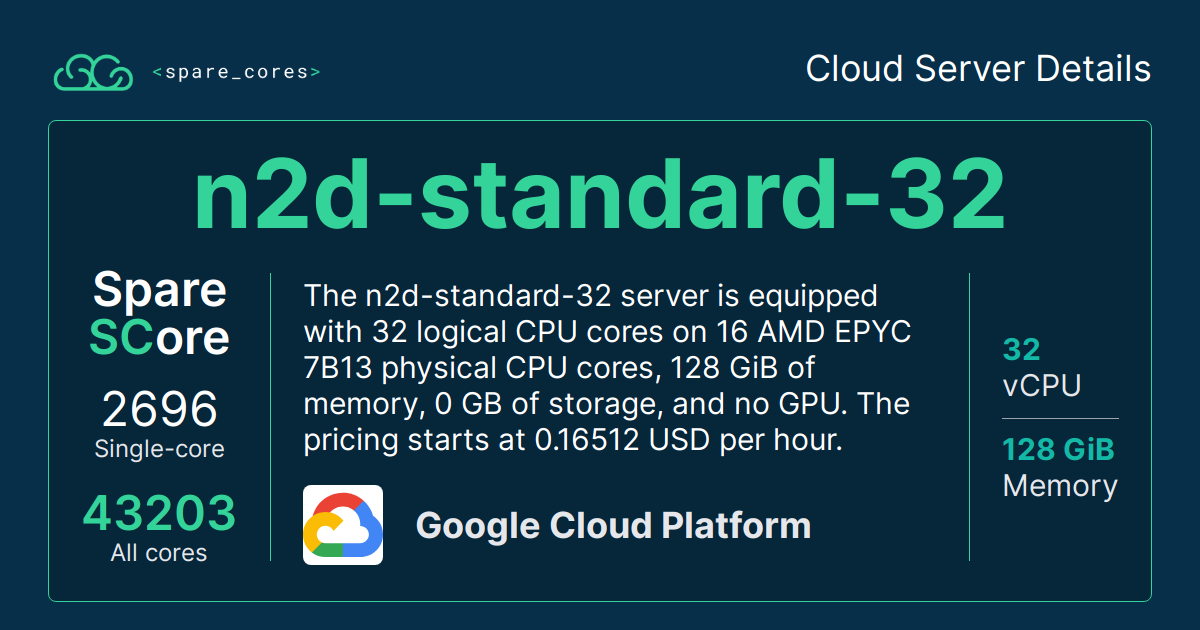 <spare_cores>
Cloud Server Details
n2d-standard-32
Spare
SCore
2696
Single-core
43203
All cores
The n2d-standard-32 server is equipped
with 32 logical CPU cores on 16 AMD EPYC
7B13 physical CPU cores, 128 GiB of
memory, 0 GB of storage, and no GPU. The
pricing starts at 0.16512 USD per hour.
Google Cloud Platform
32
vCPU
128 GiB
Memory